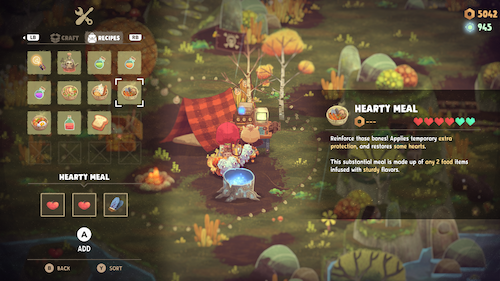 5042
945
LB CRAFT RECIPES RB
HEARTY MEAL
---
Reinforce those bones! Applies temporary extra
protection, and restores some hearts.
This substantial meal is made up of any 2 food items
infused with sturdy flavors.
HEARTY MEAL
A
ADD
B BACK
Y SORT